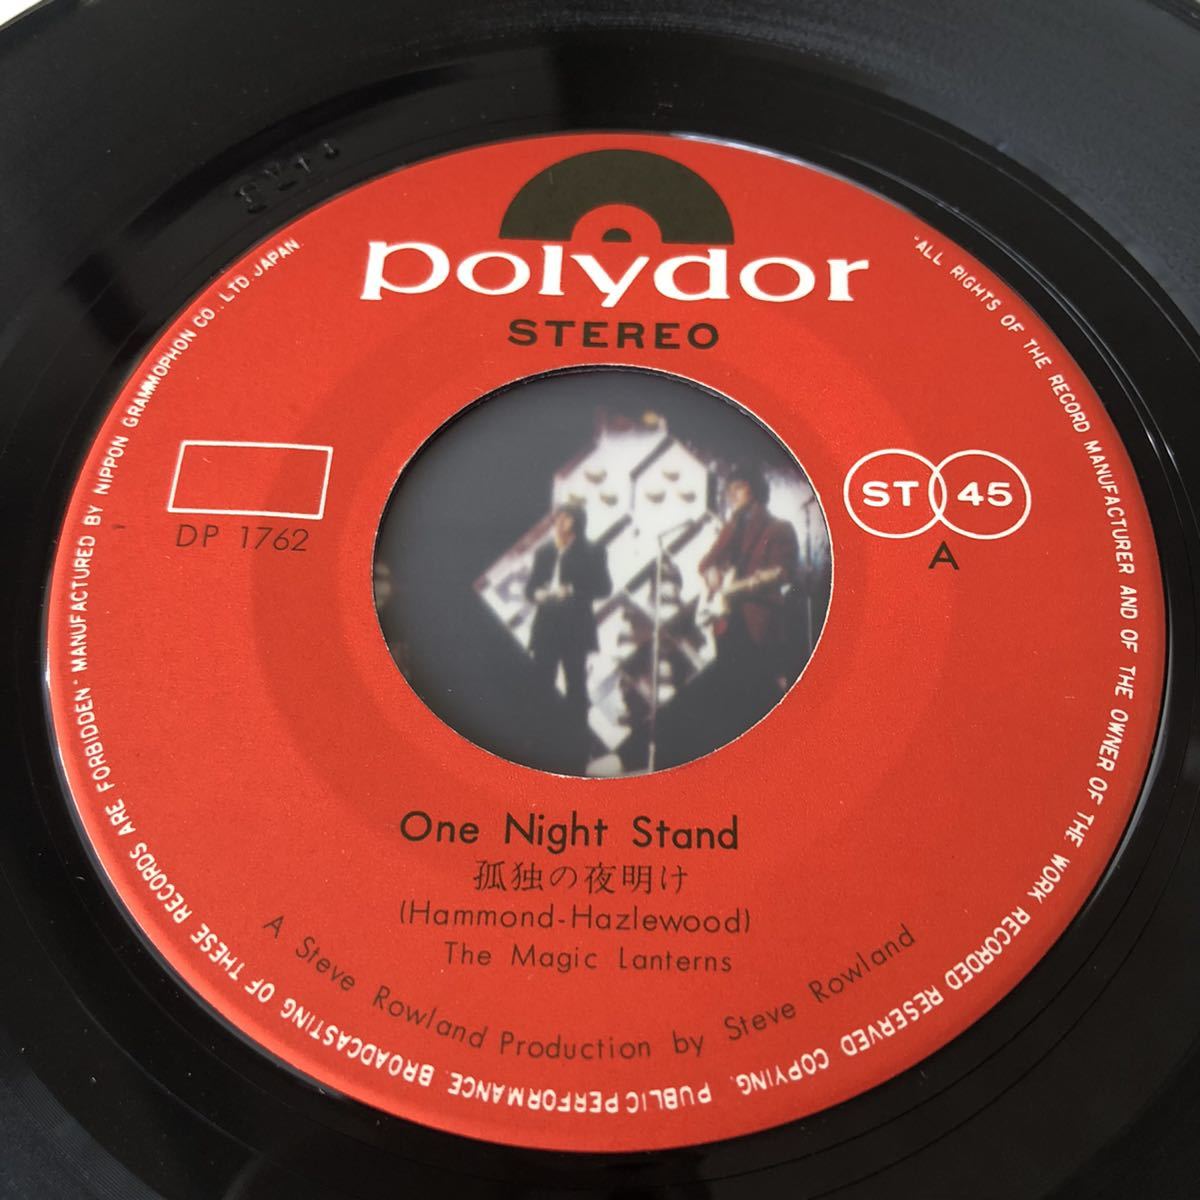 polydor
STEREO
DP 1762
ST 45
A
One Night Stand
孤独の夜明け
(Hammond-Hazlewood)
The Magic Lanterns
A Steve Rowland Production by Steve Rowland
"ALL RIGHTS OF THE RECORD MANUFACTURER AND OF THE OWNER OF THE WORK RECORDED RESERVED COPYING. PUBLIC PERFORMANCE. BROADCASTING OF THESE RECORDS ARE FORBIDDEN" MANUFACTURED BY NIPPON GRAMMOPHON CO., LTD. JAPAN.